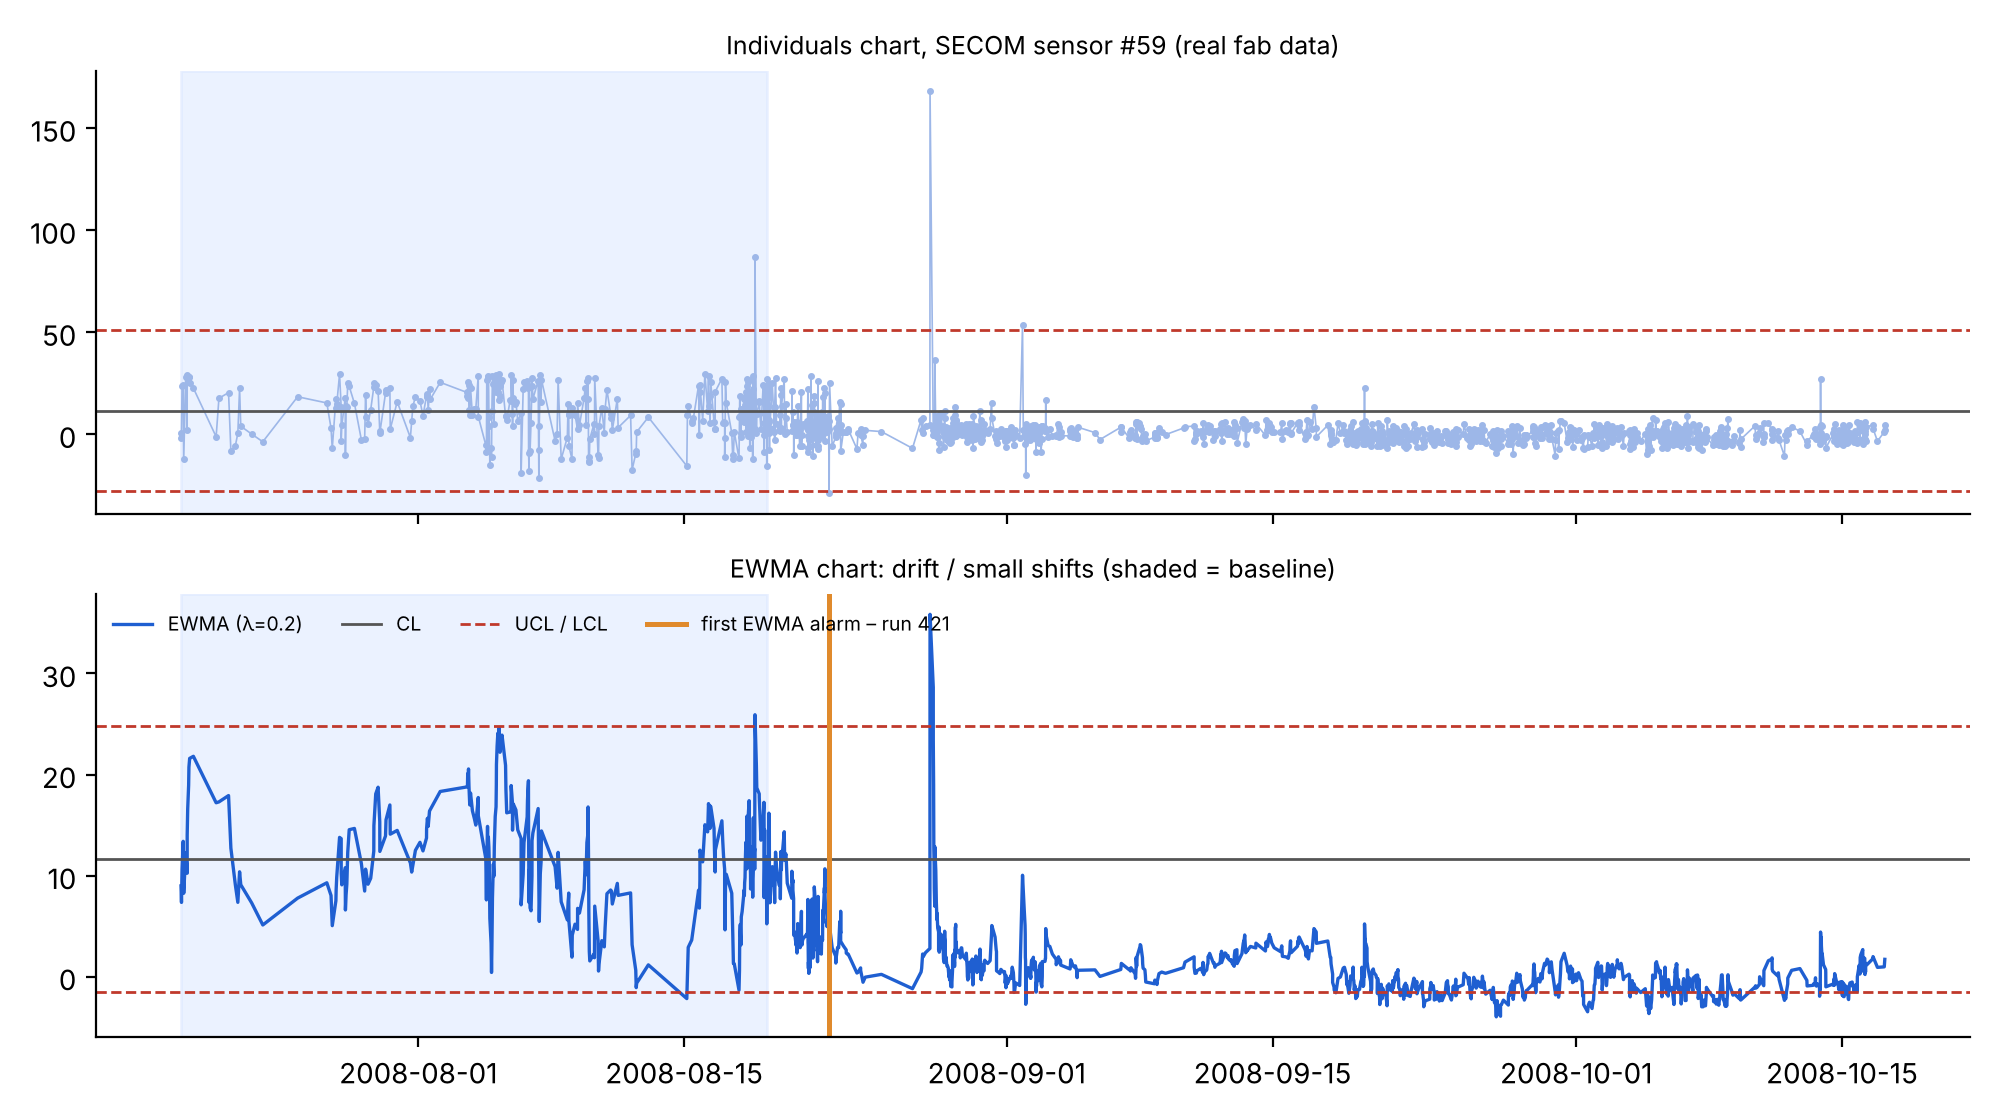 Individuals chart, SECOM sensor #59 (real fab data)
150
100
50
0
EWMA chart: drift / small shifts (shaded = baseline)
EWMA (λ=0.2) CL UCL / LCL first EWMA alarm – run 421
30
20
10
0
2008-08-01 2008-08-15 2008-09-01 2008-09-15 2008-10-01 2008-10-15